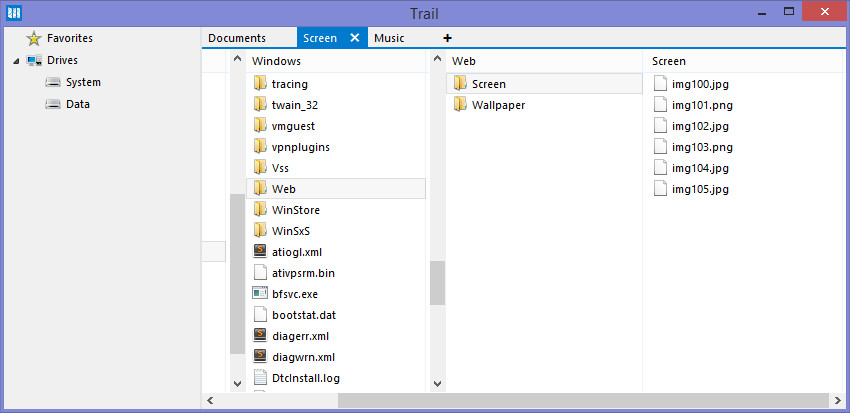 Trail
Favorites
Drives
System
Data
Documents
Screen
Music
Windows
tracing
twain_32
vmguest
vpnplugins
Vss
Web
WinStore
WinSxS
atiogl.xml
ativpsrm.bin
bfsvc.exe
bootstat.dat
diagerr.xml
diagwrn.xml
DtcInstall.log
Web
Screen
Wallpaper
Screen
img100.jpg
img101.png
img102.jpg
img103.png
img104.jpg
img105.jpg